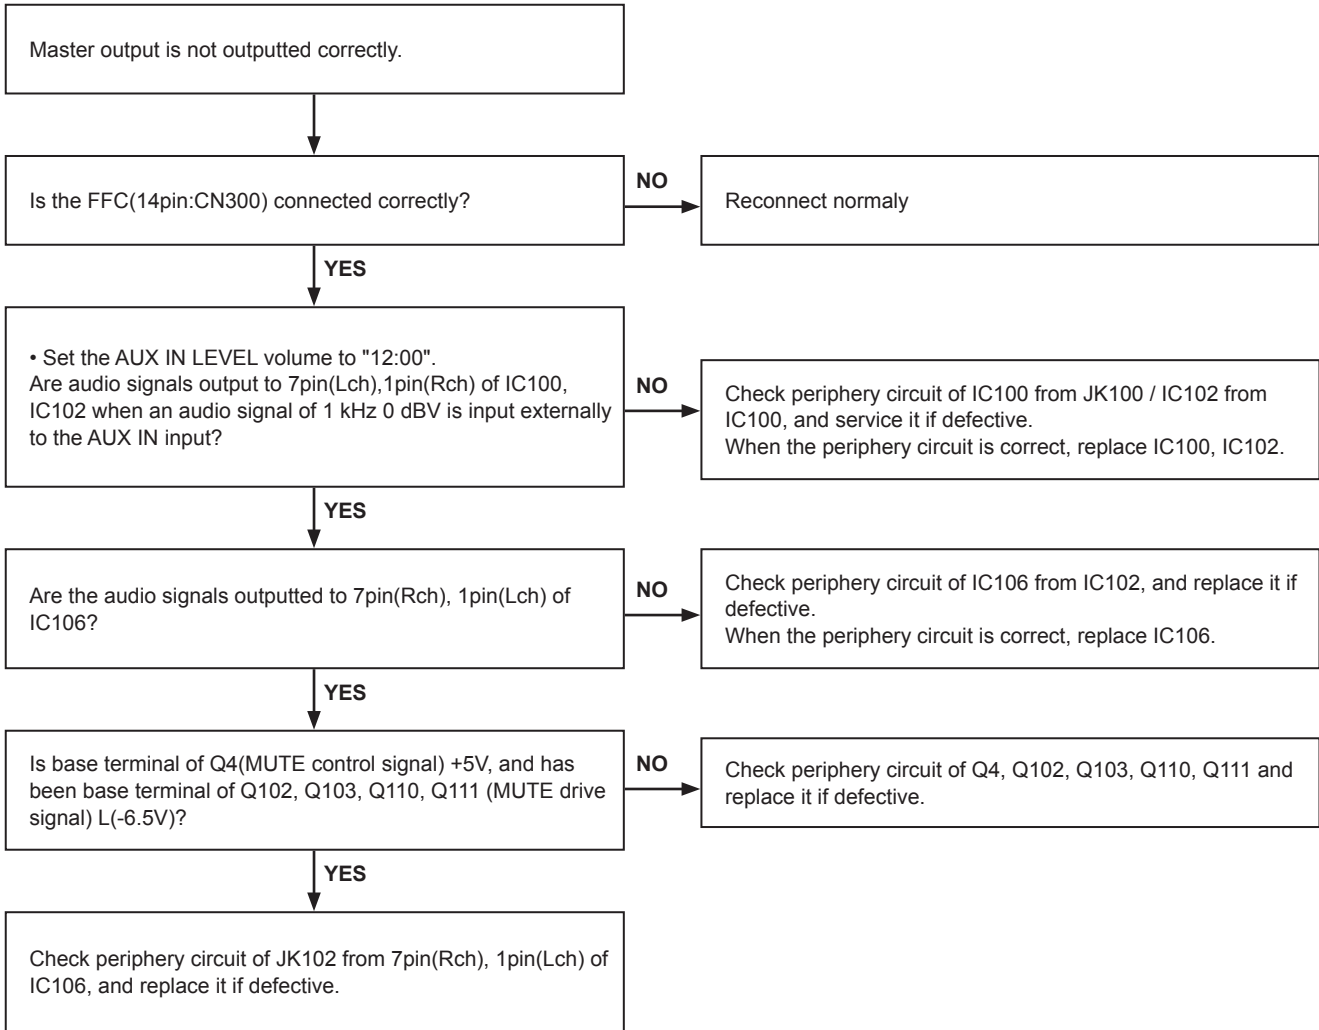 Master output is not outputted correctly.
Is the FFC(14pin:CN300) connected correctly?
NO
Reconnect normaly
YES
• Set the AUX IN LEVEL volume to "12:00".
Are audio signals output to 7pin(Lch),1pin(Rch) of IC100,
IC102 when an audio signal of 1 kHz 0 dBV is input externally
to the AUX IN input?
NO
Check periphery circuit of IC100 from JK100 / IC102 from
IC100, and service it if defective.
When the periphery circuit is correct, replace IC100, IC102.
YES
Are the audio signals outputted to 7pin(Rch), 1pin(Lch) of
IC106?
NO
Check periphery circuit of IC106 from IC102, and replace it if
defective.
When the periphery circuit is correct, replace IC106.
YES
Is base terminal of Q4(MUTE control signal) +5V, and has
been base terminal of Q102, Q103, Q110, Q111 (MUTE drive
signal) L(-6.5V)?
NO
Check periphery circuit of Q4, Q102, Q103, Q110, Q111 and
replace it if defective.
YES
Check periphery circuit of JK102 from 7pin(Rch), 1pin(Lch) of
IC106, and replace it if defective.